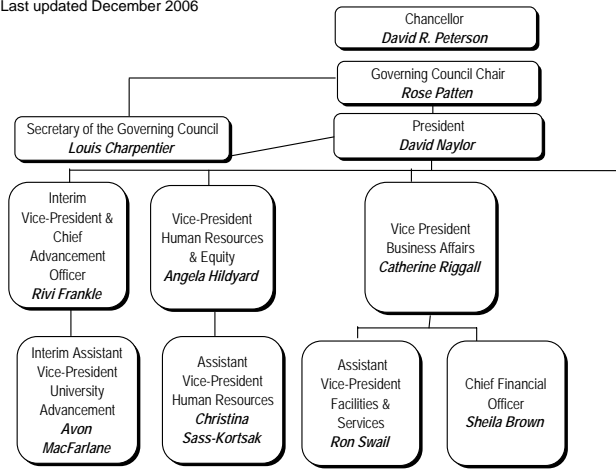 Last updated December 2006
Chancellor
David R. Peterson
Governing Council Chair
Rose Patten
Secretary of the Governing Council
Louis Charpentier
President
David Naylor
Interim
Vice-President &
Chief
Advancement
Officer
Rivi Frankle
Vice-President
Human Resources
& Equity
Angela Hildyard
Vice President
Business Affairs
Catherine Riggall
Interim Assistant
Vice-President
University
Advancement
Avon
MacFarlane
Assistant
Vice-President
Human Resources
Christina
Sass-Kortsak
Assistant
Vice-President
Facilities &
Services
Ron Swail
Chief Financial
Officer
Sheila Brown